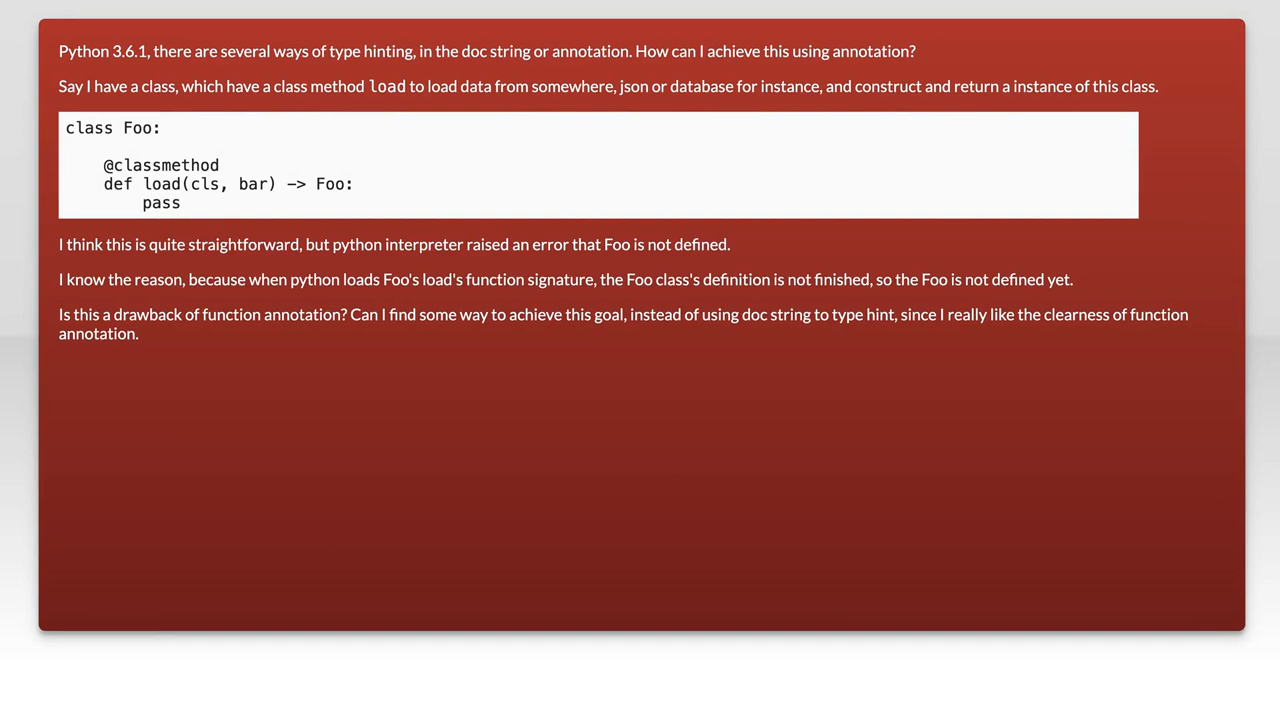 Python 3.6.1, there are several ways of type hinting, in the doc string or annotation. How can I achieve this using annotation?
Say I have a class, which have a class method load to load data from somewhere, json or database for instance, and construct and return a instance of this class.
class Foo:
    @classmethod
    def load(cls, bar) -> Foo:
        pass
I think this is quite straightforward, but python interpreter raised an error that Foo is not defined.
I know the reason, because when python loads Foo's load's function signature, the Foo class's definition is not finished, so the Foo is not defined yet.
Is this a drawback of function annotation? Can I find some way to achieve this goal, instead of using doc string to type hint, since I really like the clearness of function
annotation.